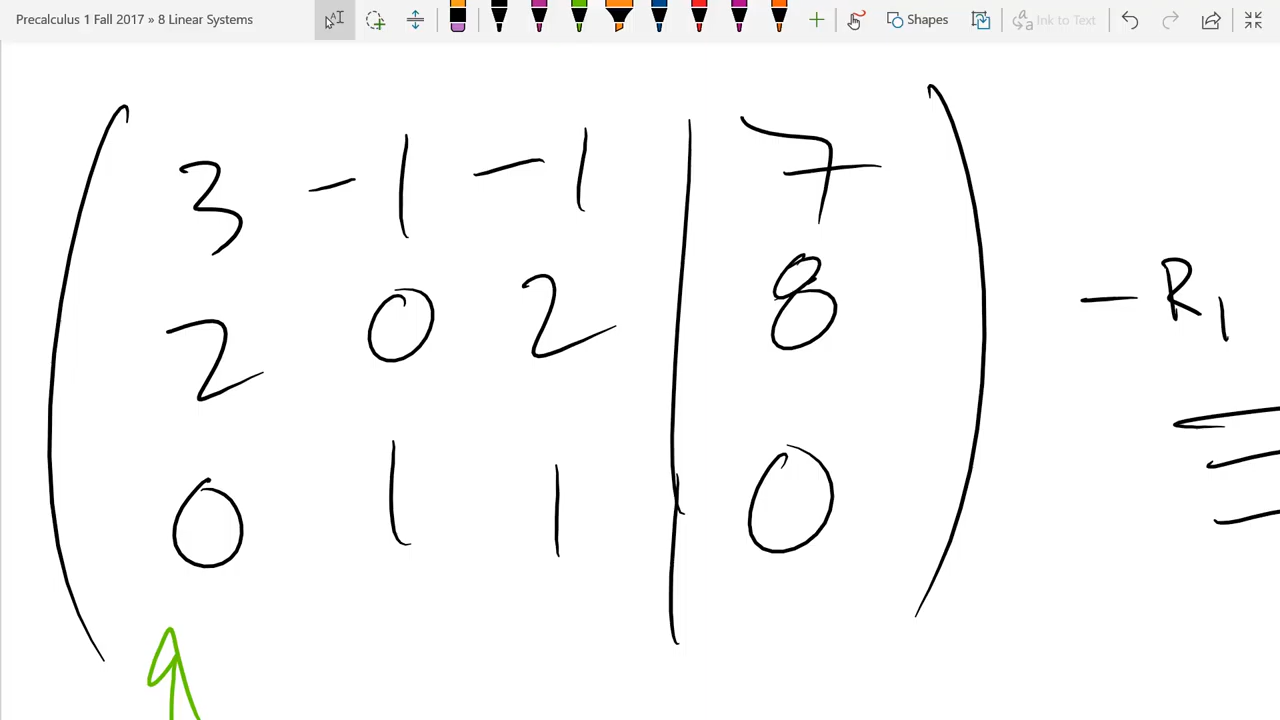 Precalculus 1 Fall 2017 » 8 Linear Systems
Shapes
Ink to Text
3 -1 -1 | 7
2 0 2 | 8 - R1
0 1 1 | 0